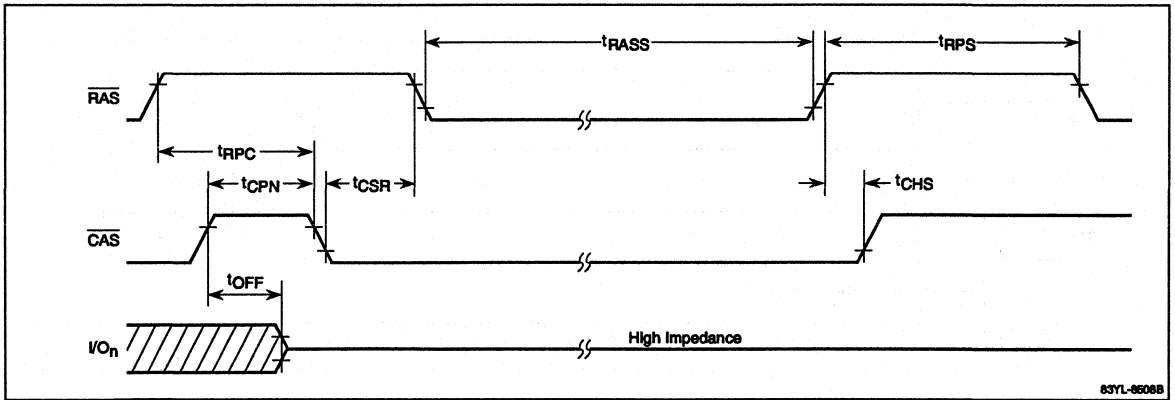 tRASS
tRPS
RAS
tRPC
tCPN
tCSR
tCHS
CAS
tOFF
I/On
High Impedance
83YL-8508B